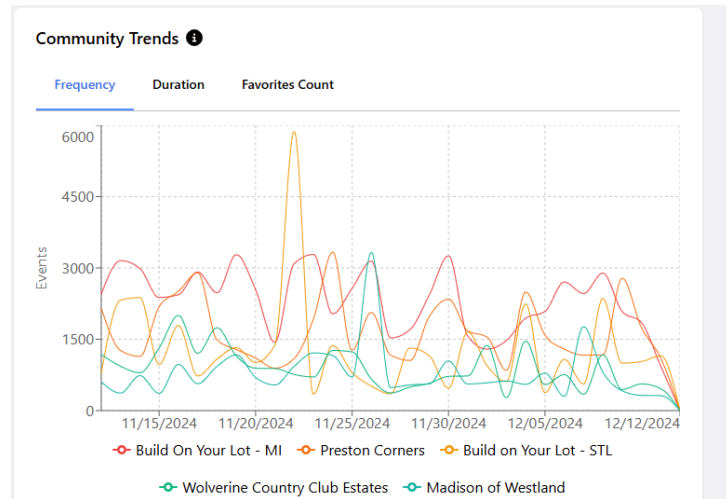 Community Trends
Frequency Duration Favorites Count
6000
4500
3000
1500
0
Events
11/15/2024 11/20/2024 11/25/2024 11/30/2024 12/05/2024 12/12/2024
Build On Your Lot - MI Preston Corners Build on Your Lot - STL
Wolverine Country Club Estates Madison of Westland